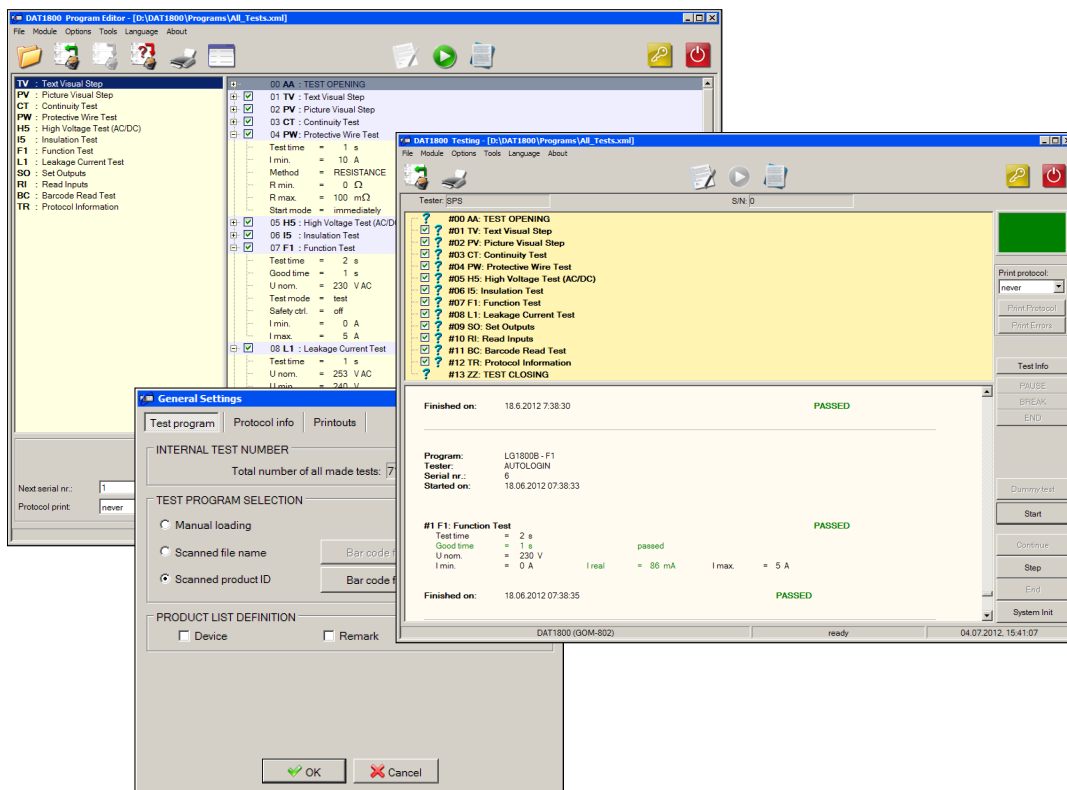 DAT1800 Program Editor - [D:\DAT1800\Programs\All_Tests.xml]
File Module Options Tools Language About
TV : Text Visual Step
PV : Picture Visual Step
CT : Continuity Test
PW : Protective Wire Test
H5 : High Voltage Test (AC/DC)
I5 : Insulation Test
F1 : Function Test
L1 : Leakage Current Test
SO : Set Outputs
RI : Read Inputs
BC : Barcode Read Test
TR : Protocol Information
Next serial nr.: 1
Protocol print: never
00 AA : TEST OPENING
01 TV : Text Visual Step
02 PV : Picture Visual Step
03 CT : Continuity Test
04 PW : Protective Wire Test
Test time = 1 s
I min. = 10 A
Method = RESISTANCE
R min. = 0 Ω
R max. = 100 mΩ
Start mode = immediately
05 H5 : High Voltage Test (AC/D
06 I5 : Insulation Test
07 F1 : Function Test
Test time = 2 s
Good time = 1 s
U nom. = 230 V AC
Test mode = test
Safety ctrl. = off
I min. = 0 A
I max. = 5 A
08 L1 : Leakage Current Test
Test time = 1 s
U nom. = 253 V AC
U min. = 240 V
DAT1800 Testing - [D:\DAT1800\Programs\All_Tests.xml]
File Module Options Tools Language About
Tester: SPS S/N: 0
#00 AA: TEST OPENING
#01 TV: Text Visual Step
#02 PV: Picture Visual Step
#03 CT: Continuity Test
#04 PW: Protective Wire Test
#05 H5: High Voltage Test (AC/DC)
#06 I5: Insulation Test
#07 F1: Function Test
#08 L1: Leakage Current Test
#09 SO: Set Outputs
#10 RI: Read Inputs
#11 BC: Barcode Read Test
#12 TR: Protocol Information
#13 ZZ: TEST CLOSING
Finished on: 18.6.2012 7:38:30 PASSED
Program: LG1800B - F1
Tester: AUTOLOGIN
Serial nr.: 6
Started on: 18.06.2012 07:38:33
#1 F1: Function Test PASSED
Test time = 2 s
Good time = 1 s passed
U nom. = 230 V
I min. = 0 A I real = 86 mA I max. = 5 A
Finished on: 18.06.2012 07:38:35 PASSED
Print protocol:
never
Print Protocol
Print Errors
Test Info
PAUSE
BREAK
END
Dummy test
Start
Continue
Step
End
System Init
DAT1800 (GOM-802) ready 04.07.2012, 15:41:07
General Settings
Test program Protocol info Printouts
INTERNAL TEST NUMBER
Total number of all made tests: 7
TEST PROGRAM SELECTION
Manual loading
Scanned file name Bar code f
Scanned product ID Bar code f
PRODUCT LIST DEFINITION
Device Remark
OK Cancel